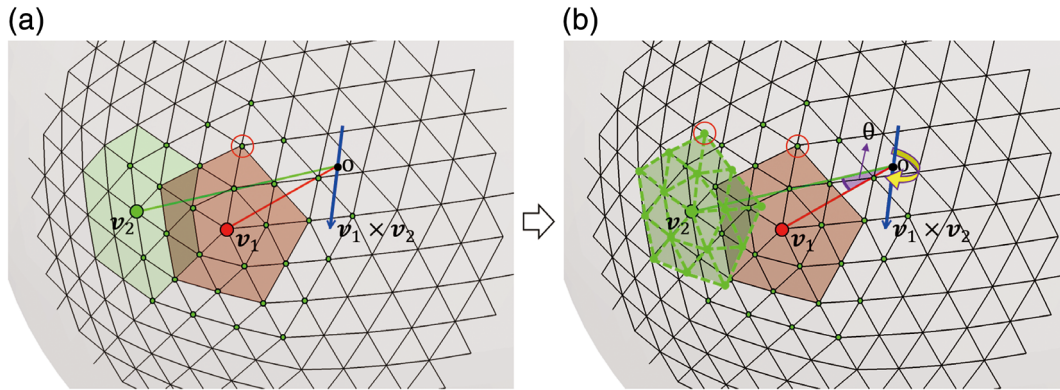 (a)
o
v₂
v₁
v₁ × v₂
(b)
θ
o
v₂
v₁
v₁ × v₂